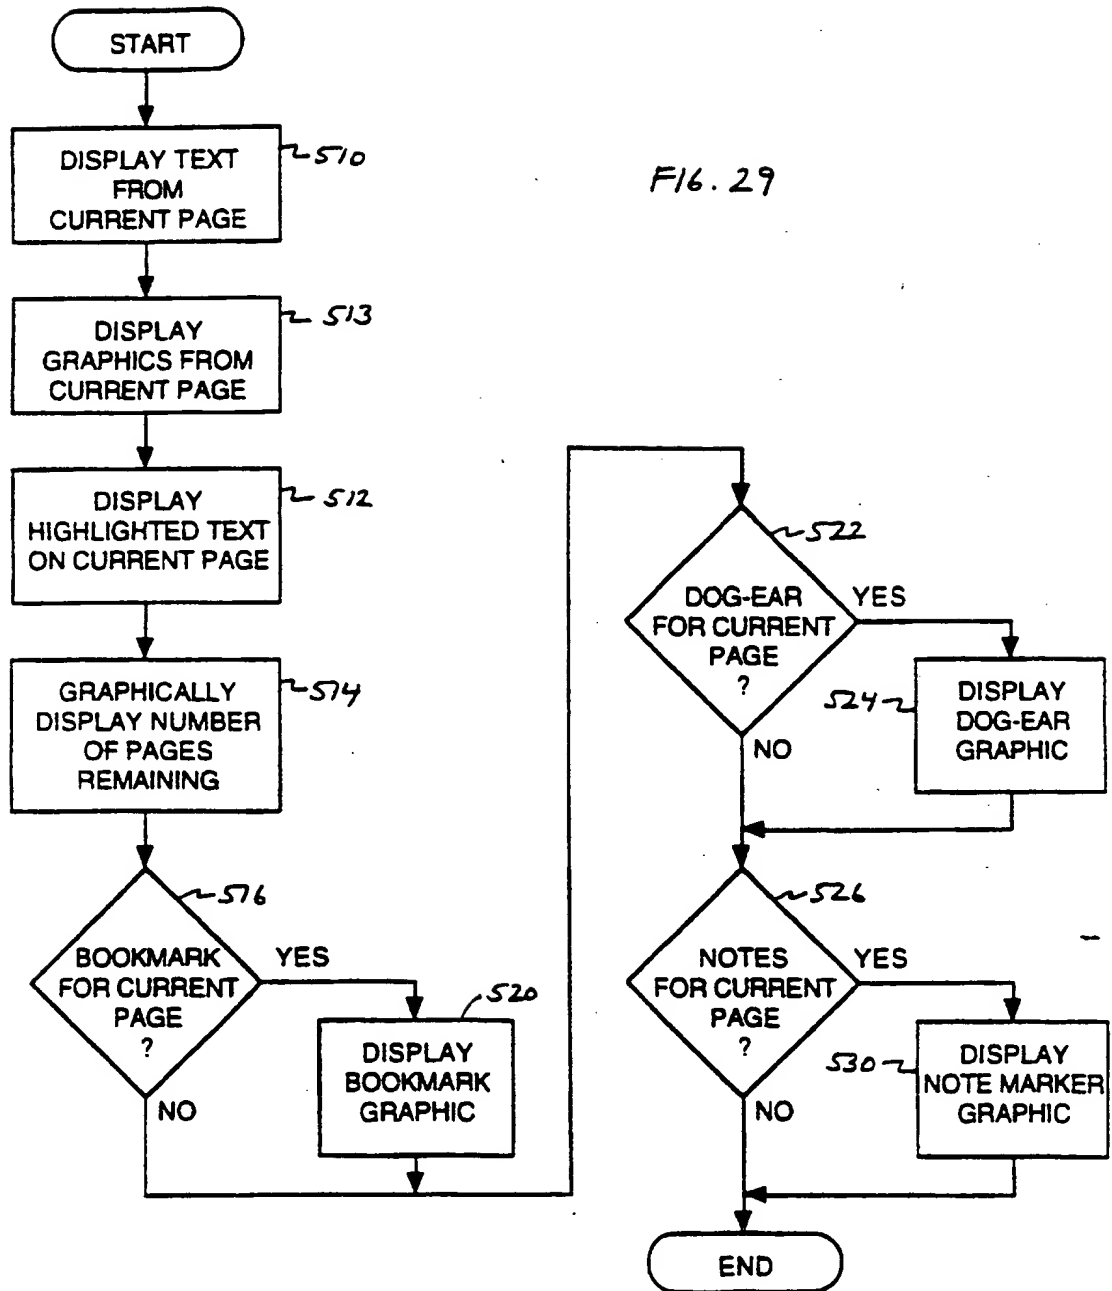 START
DISPLAY TEXT
FROM
CURRENT PAGE
510
FIG. 29
DISPLAY
GRAPHICS FROM
CURRENT PAGE
513
DISPLAY
HIGHLIGHTED TEXT
ON CURRENT PAGE
512
GRAPHICALLY
DISPLAY NUMBER
OF PAGES
REMAINING
514
BOOKMARK
FOR CURRENT
PAGE
?
516
YES
NO
DISPLAY
BOOKMARK
GRAPHIC
520
DOG-EAR
FOR CURRENT
PAGE
?
522
YES
NO
524
DISPLAY
DOG-EAR
GRAPHIC
NOTES
FOR CURRENT
PAGE
?
526
YES
NO
530
DISPLAY
NOTE MARKER
GRAPHIC
END